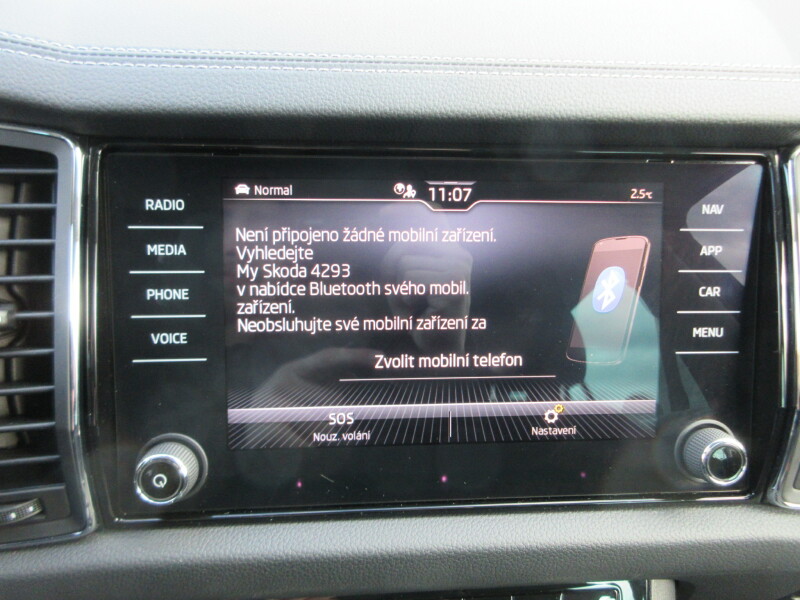 RADIO
MEDIA
PHONE
VOICE
Normal
11:07
2.5°C
Není připojeno žádné mobilní zařízení.
Vyhledejte
My Skoda 4293
v nabídce Bluetooth svého mobil.
zařízení.
Neobsluhujte své mobilní zařízení za
Zvolit mobilní telefon
SOS
Nouz. volání
Nastavení
NAV
APP
CAR
MENU